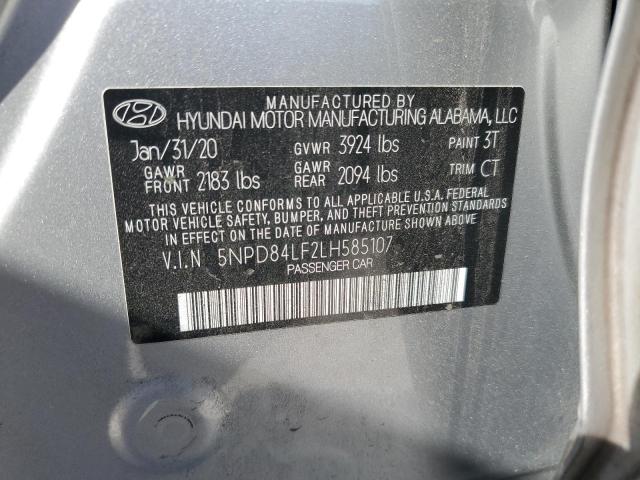 MANUFACTURED BY
HYUNDAI MOTOR MANUFACTURING ALABAMA, LLC
Jan/31/20 GVWR 3924 lbs PAINT 3T
GAWR FRONT 2183 lbs GAWR REAR 2094 lbs TRIM CT
THIS VEHICLE CONFORMS TO ALL APPLICABLE U.S.A. FEDERAL
MOTOR VEHICLE SAFETY, BUMPER, AND THEFT PREVENTION
STANDARDS IN EFFECT ON THE DATE OF MANUFACTURE SHOWN ABOVE
V.I.N 5NPD84LF2LH585107
PASSENGER CAR